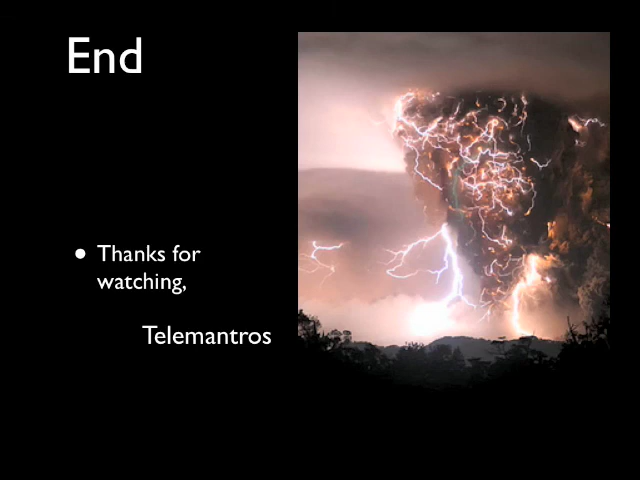 End
• Thanks for
watching,
Telemantros